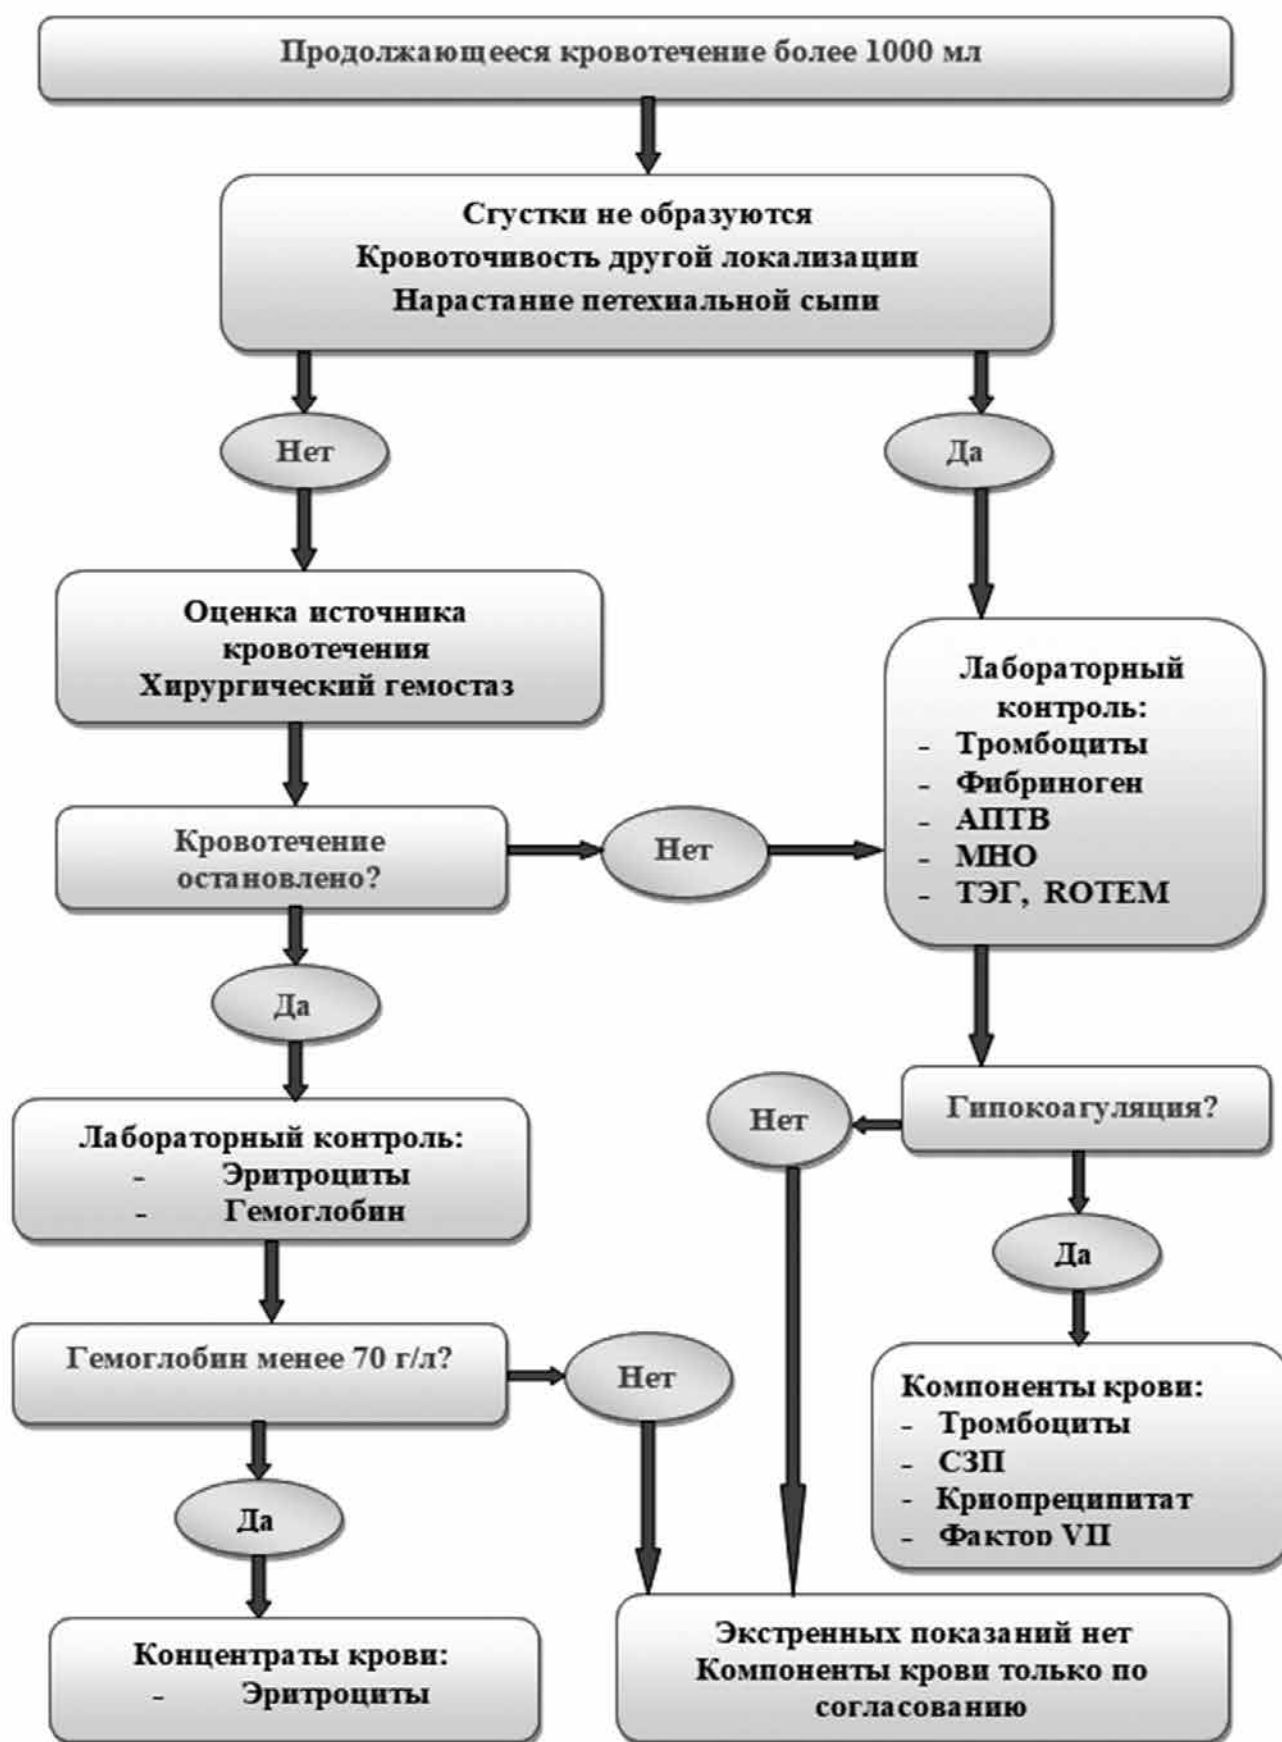 Продолжающееся кровотечение более 1000 мл
Сгустки не образуются
Кровоточивость другой локализации
Нарастание петехиальной сыпи
Нет
Да
Оценка источника
кровотечения
Хирургический гемостаз
Лабораторный
контроль:
- Тромбоциты
- Фибриноген
- АПТВ
- МНО
- ТЭГ, ROTEM
Кровотечение
остановлено?
Нет
Да
Гипокоагуляция?
Нет
Да
Лабораторный контроль:
- Эритроциты
- Гемоглобин
Гемоглобин менее 70 г/л?
Нет
Да
Компоненты крови:
- Тромбоциты
- СЗП
- Криопреципитат
- Фактор VII
Концентраты крови:
- Эритроциты
Экстренных показаний нет
Компоненты крови только по
согласованию